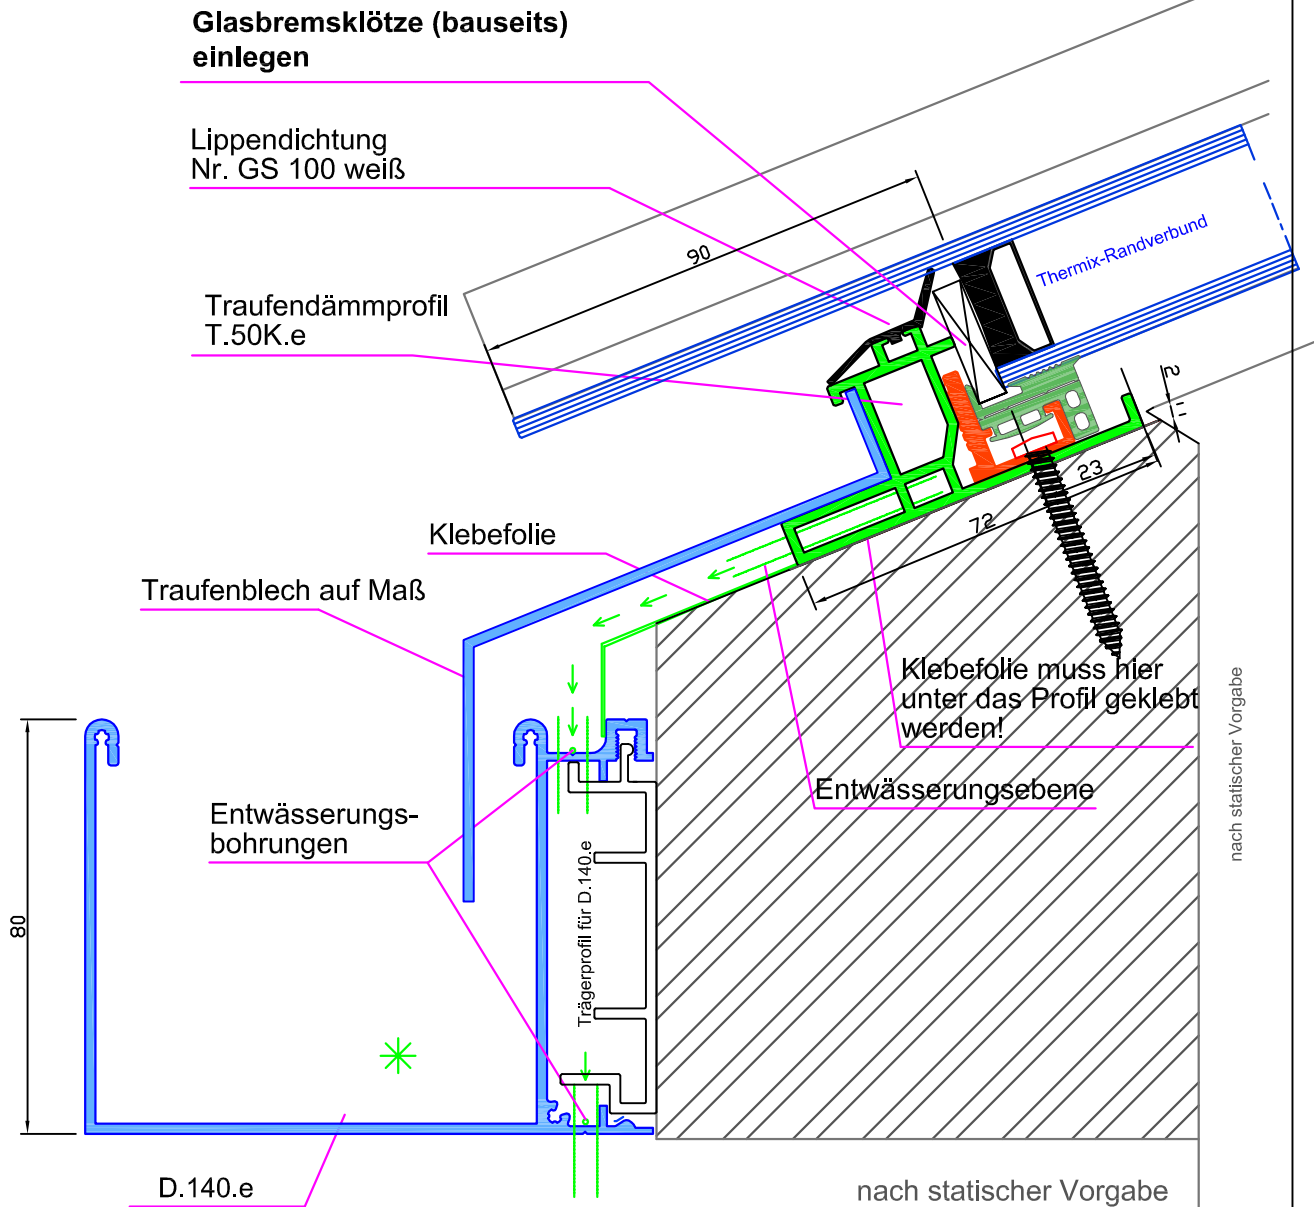 Glasbremsklötze (bauseits)
einlegen
Lippendichtung
Nr. GS 100 weiß
90
Thermix-Randverbund
Traufendämmprofil
T.50K.e
2
23
72
Klebefolie
Traufenblech auf Maß
Klebefolie muss hier
unter das Profil geklebt
werden!
nach statischer Vorgabe
Entwässerungsebene
Entwässerungs-
bohrungen
Trägerprofil für D.140.e
80
D.140.e
nach statischer Vorgabe